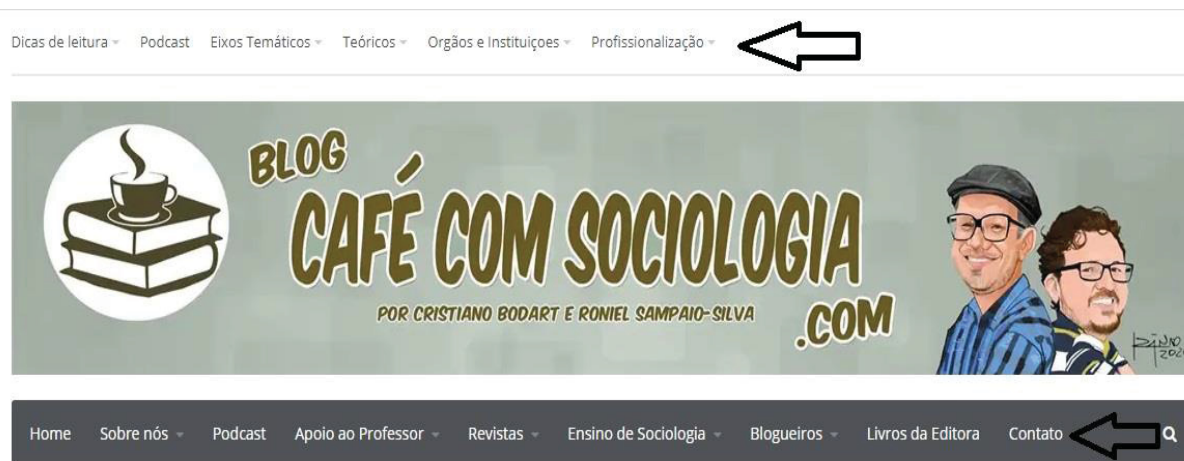 Dicas de leitura Podcast Eixos Temáticos Teóricos Orgãos e Instituiçoes Profissionalização
BLOG
CAFÉ COM SOCIOLOGIA
.COM
POR CRISTIANO BODART E RONIEL SAMPAIO-SILVA
Home Sobre nós Podcast Apoio ao Professor Revistas Ensino de Sociologia Blogueiros Livros da Editora Contato